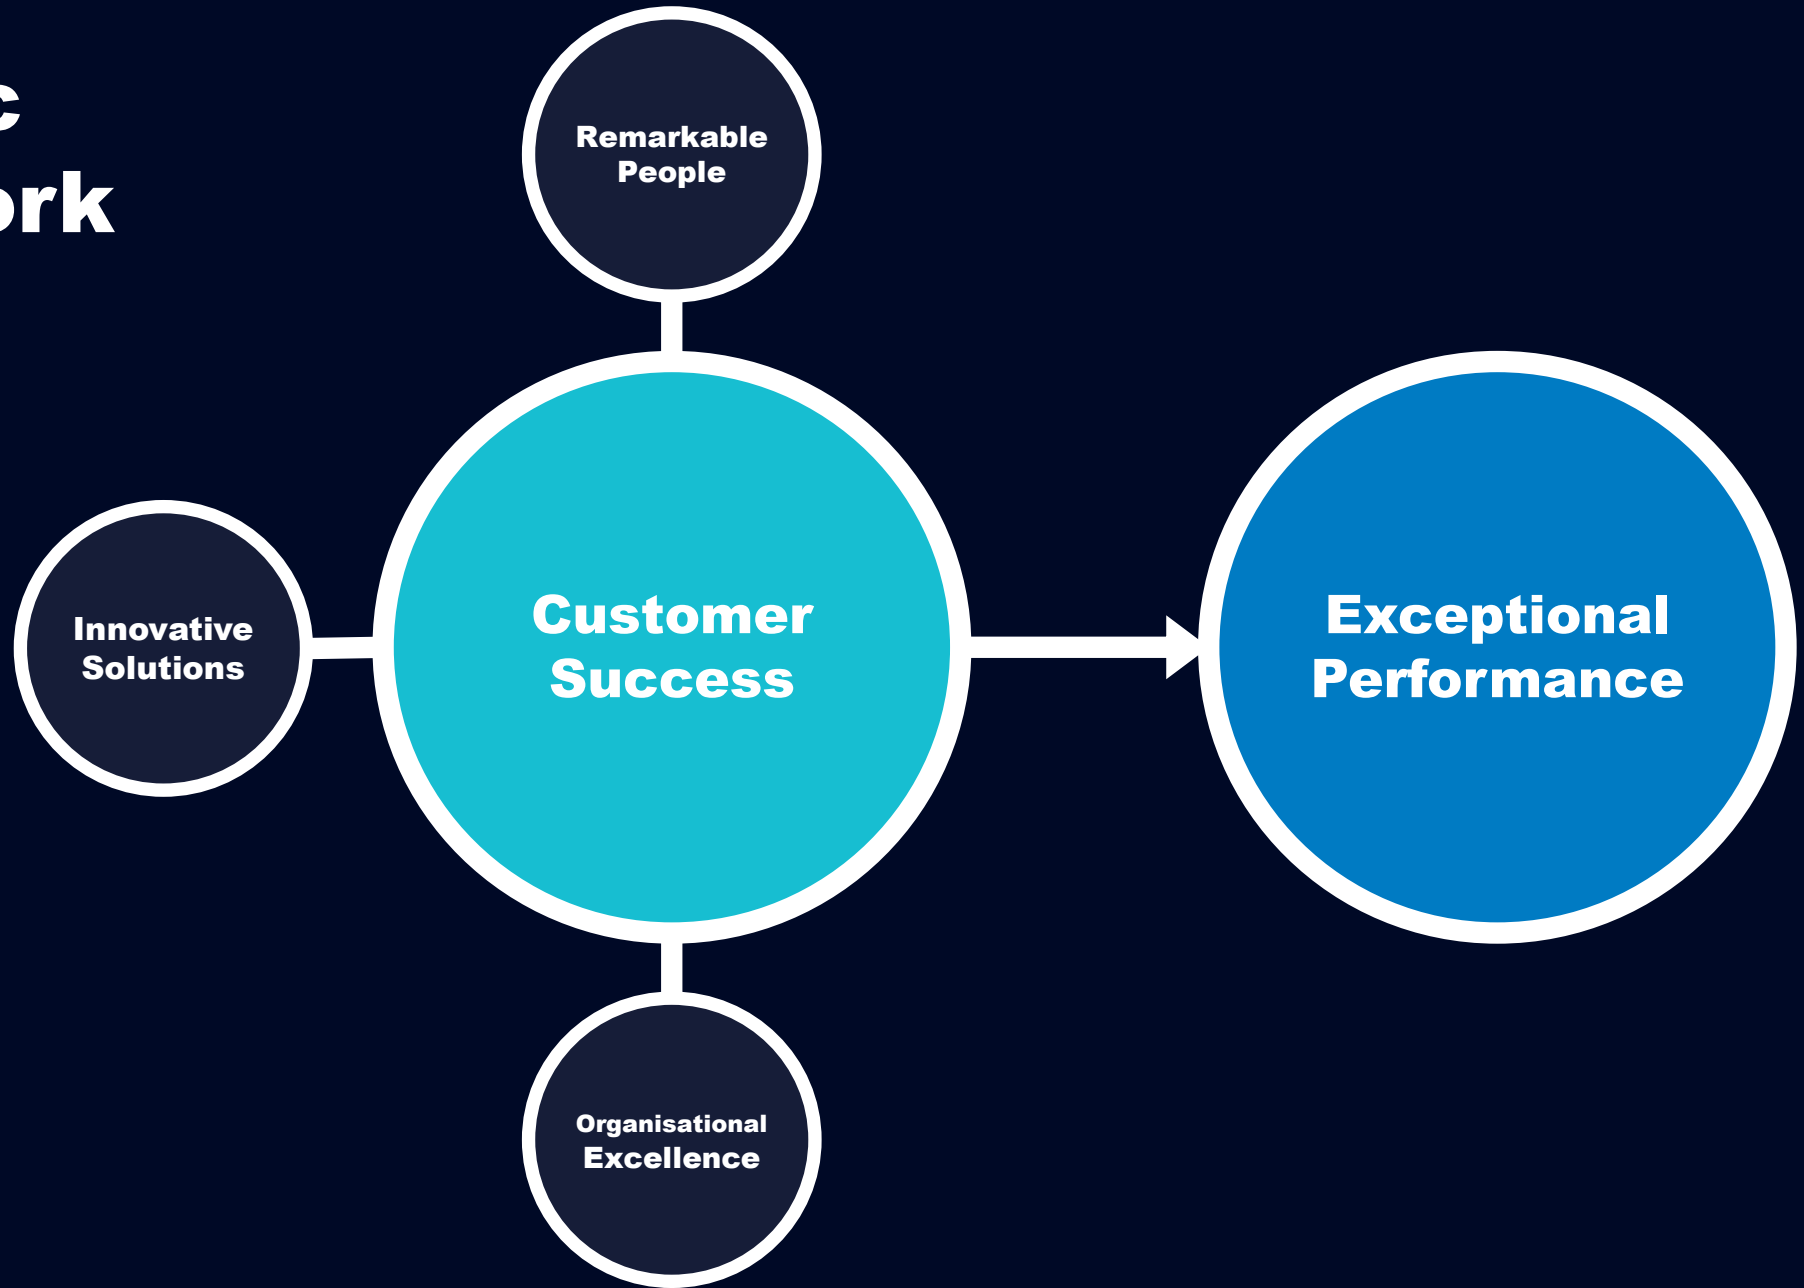 Remarkable
People
Innovative
Solutions
Customer
Success
Exceptional
Performance
Organisational
Excellence